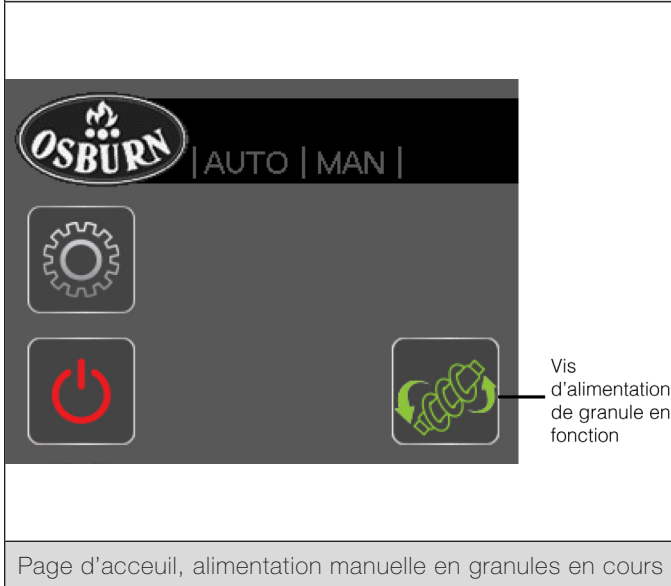 OSBURN
| AUTO | MAN |
Vis
d'alimentation
de granule en
fonction
Page d'acceuil, alimentation manuelle en granules en cours